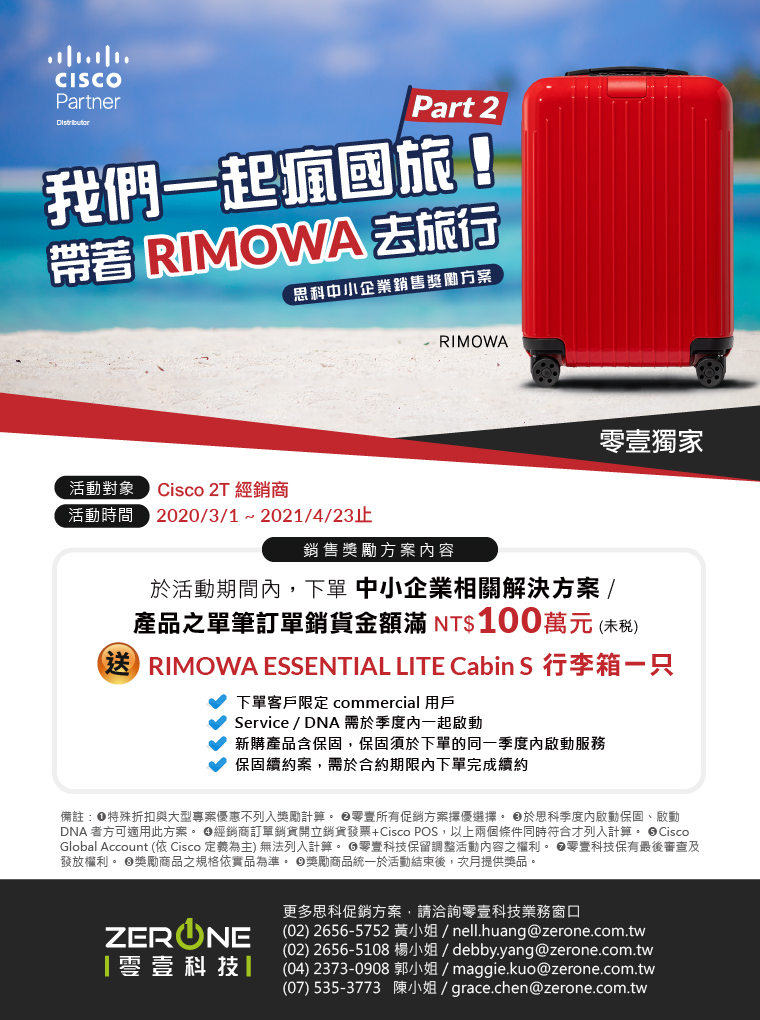 CISCO
Partner
Distributor
Part 2
我們一起瘋國旅！
帶著 RIMOWA 去旅行
思科中小企業銷售獎勵方案
RIMOWA
零壹獨家
活動對象 Cisco 2T 經銷商
活動時間 2020/3/1 ~ 2021/4/23止
銷售獎勵方案內容
於活動期間內，下單 中小企業相關解決方案 /
產品之單筆訂單銷貨金額滿 NT$100萬元 (未稅)
送 RIMOWA ESSENTIAL LITE Cabin S 行李箱一只
下單客戶限定 commercial 用戶
Service / DNA 需於季度內一起啟動
新購產品含保固，保固須於下單的同一季度內啟動服務
保固續約案，需於合約期限內下單完成續約
備註：❶特殊折扣與大型專案優惠不列入獎勵計算。 ❷零壹所有促銷方案擇優選擇。 ❸於思科季度內啟動保固、啟動
DNA 者方可適用此方案。 ❹經銷商訂單銷貨開立銷貨發票+Cisco POS，以上兩個條件同時符合才列入計算。 ❺Cisco
Global Account (依 Cisco 定義為主) 無法列入計算。 ❻零壹科技保留調整活動內容之權利。 ❼零壹科技保有最後審查及
發放權利。 ❽獎勵商品之規格依實品為準。 ❾獎勵商品統一於活動結束後，次月提供獎品。
ZERONE
零壹科技
更多思科促銷方案，請洽詢零壹科技業務窗口
(02) 2656-5752 黃小姐 / nell.huang@zerone.com.tw
(02) 2656-5108 楊小姐 / debby.yang@zerone.com.tw
(04) 2373-0908 郭小姐 / maggie.kuo@zerone.com.tw
(07) 535-3773 陳小姐 / grace.chen@zerone.com.tw